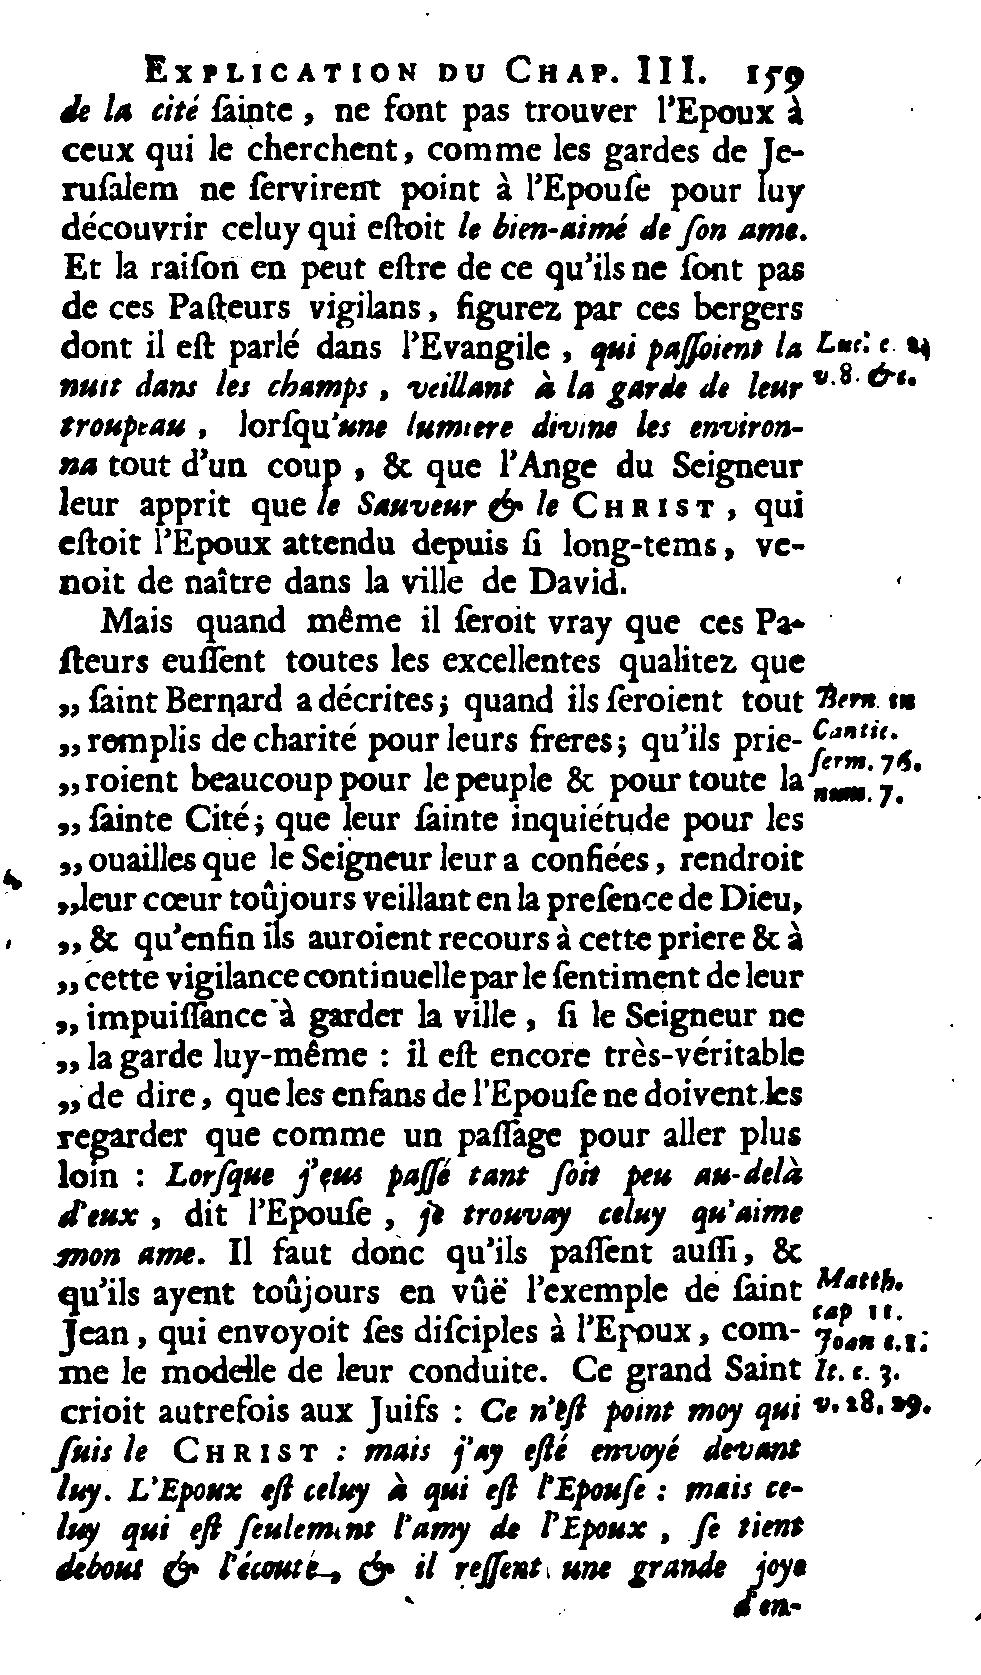 EXPLICATION DU CHAP. III. 159
de la cité ſainte, ne font pas trouver l'Epoux à
ceux qui le cherchent, comme les gardes de Je-
ruſalem ne ſervirent point à l'Epouſe pour luy
découvrir celuy qui eſtoit le bien-aimé de ſon ame.
Et la raiſon en peut eſtre de ce qu'ils ne ſont pas
de ces Paſteurs vigilans, figurez par ces bergers
dont il eſt parlé dans l'Evangile, qui paſſoient la
nuit dans les champs, veillant à la garde de leur
troupeau, lorſqu'une lumiere divine les environ-
na tout d'un coup, & que l'Ange du Seigneur
leur apprit que le Sauveur & le CHRIST, qui
eſtoit l'Epoux attendu depuis ſi long-tems, ve-
noit de naître dans la ville de David.
Luc. c.
v. 8. &c.
Mais quand même il ſeroit vray que ces Pa-
ſteurs euſſent toutes les excellentes qualitez que
„ ſaint Bernard a décrites; quand ils ſeroient tout
„ remplis de charité pour leurs freres; qu'ils prie-
„ roient beaucoup pour le peuple & pour toute la
„ ſainte Cité; que leur ſainte inquiétude pour les
„ ouailles que le Seigneur leur a confiées, rendroit
„ leur cœur toûjours veillant en la preſence de Dieu,
„ & qu'enfin ils auroient recours à cette priere & à
„ cette vigilance continuelle par le ſentiment de leur
„ impuiſſance à garder la ville, ſi le Seigneur ne
„ la garde luy-même : il eſt encore très-véritable
„ de dire, que les enfans de l'Epouſe ne doivent les
regarder que comme un paſſage pour aller plus
loin : Lorſque j'eus paſſé tant ſoit peu au-delà
d'eux, dit l'Epouſe, je trouvay celuy qu'aime
mon ame. Il faut donc qu'ils paſſent auſſi, &
qu'ils ayent toûjours en vûë l'exemple de ſaint
Jean, qui envoyoit ſes diſciples à l'Epoux, com-
me le modelle de leur conduite. Ce grand Saint
crioit autrefois aux Juifs : Ce n'eſt point moy qui
ſuis le CHRIST : mais j'ay eſté envoyé devant
luy. L'Epoux eſt celuy à qui eſt l'Epouſe : mais ce-
luy qui eſt ſeulement l'amy de l'Epoux, ſe tient
debout & l'écoute, & il reſſent une grande joye
d'en-
Bern. in
Cantic.
ſerm. 76.
num. 7.
Matth.
cap 11.
Joan c. 1.
It. c. 3.
v. 28. 29.